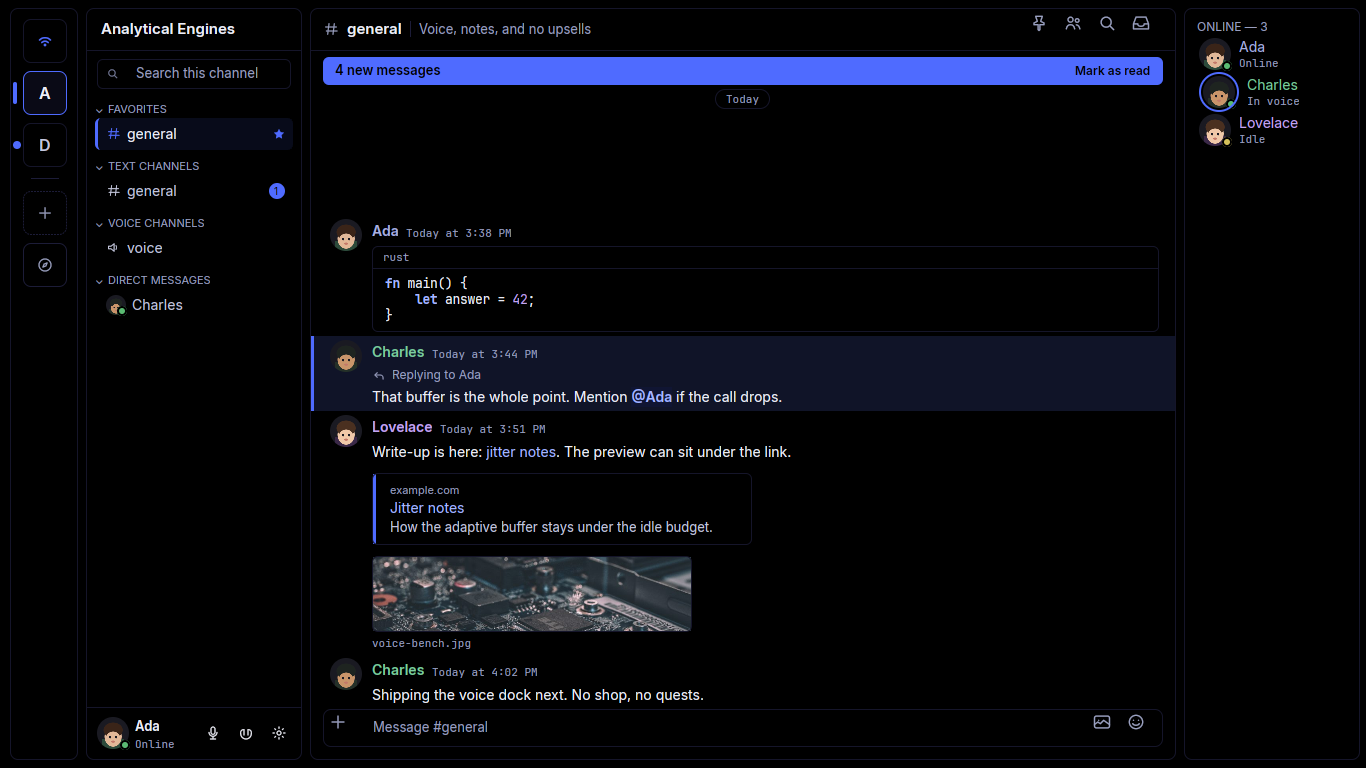 A
D
Analytical Engines
Search this channel
FAVORITES
# general
TEXT CHANNELS
# general 1
VOICE CHANNELS
voice
DIRECT MESSAGES
Charles
Ada
Online
# general Voice, notes, and no upsells
4 new messages Mark as read
Today
Ada Today at 3:38 PM
rust
fn main() {
    let answer = 42;
}
Charles Today at 3:44 PM
Replying to Ada
That buffer is the whole point. Mention @Ada if the call drops.
Lovelace Today at 3:51 PM
Write-up is here: jitter notes. The preview can sit under the link.
example.com
Jitter notes
How the adaptive buffer stays under the idle budget.
voice-bench.jpg
Charles Today at 4:02 PM
Shipping the voice dock next. No shop, no quests.
Message #general
ONLINE — 3
Ada
Online
Charles
In voice
Lovelace
Idle